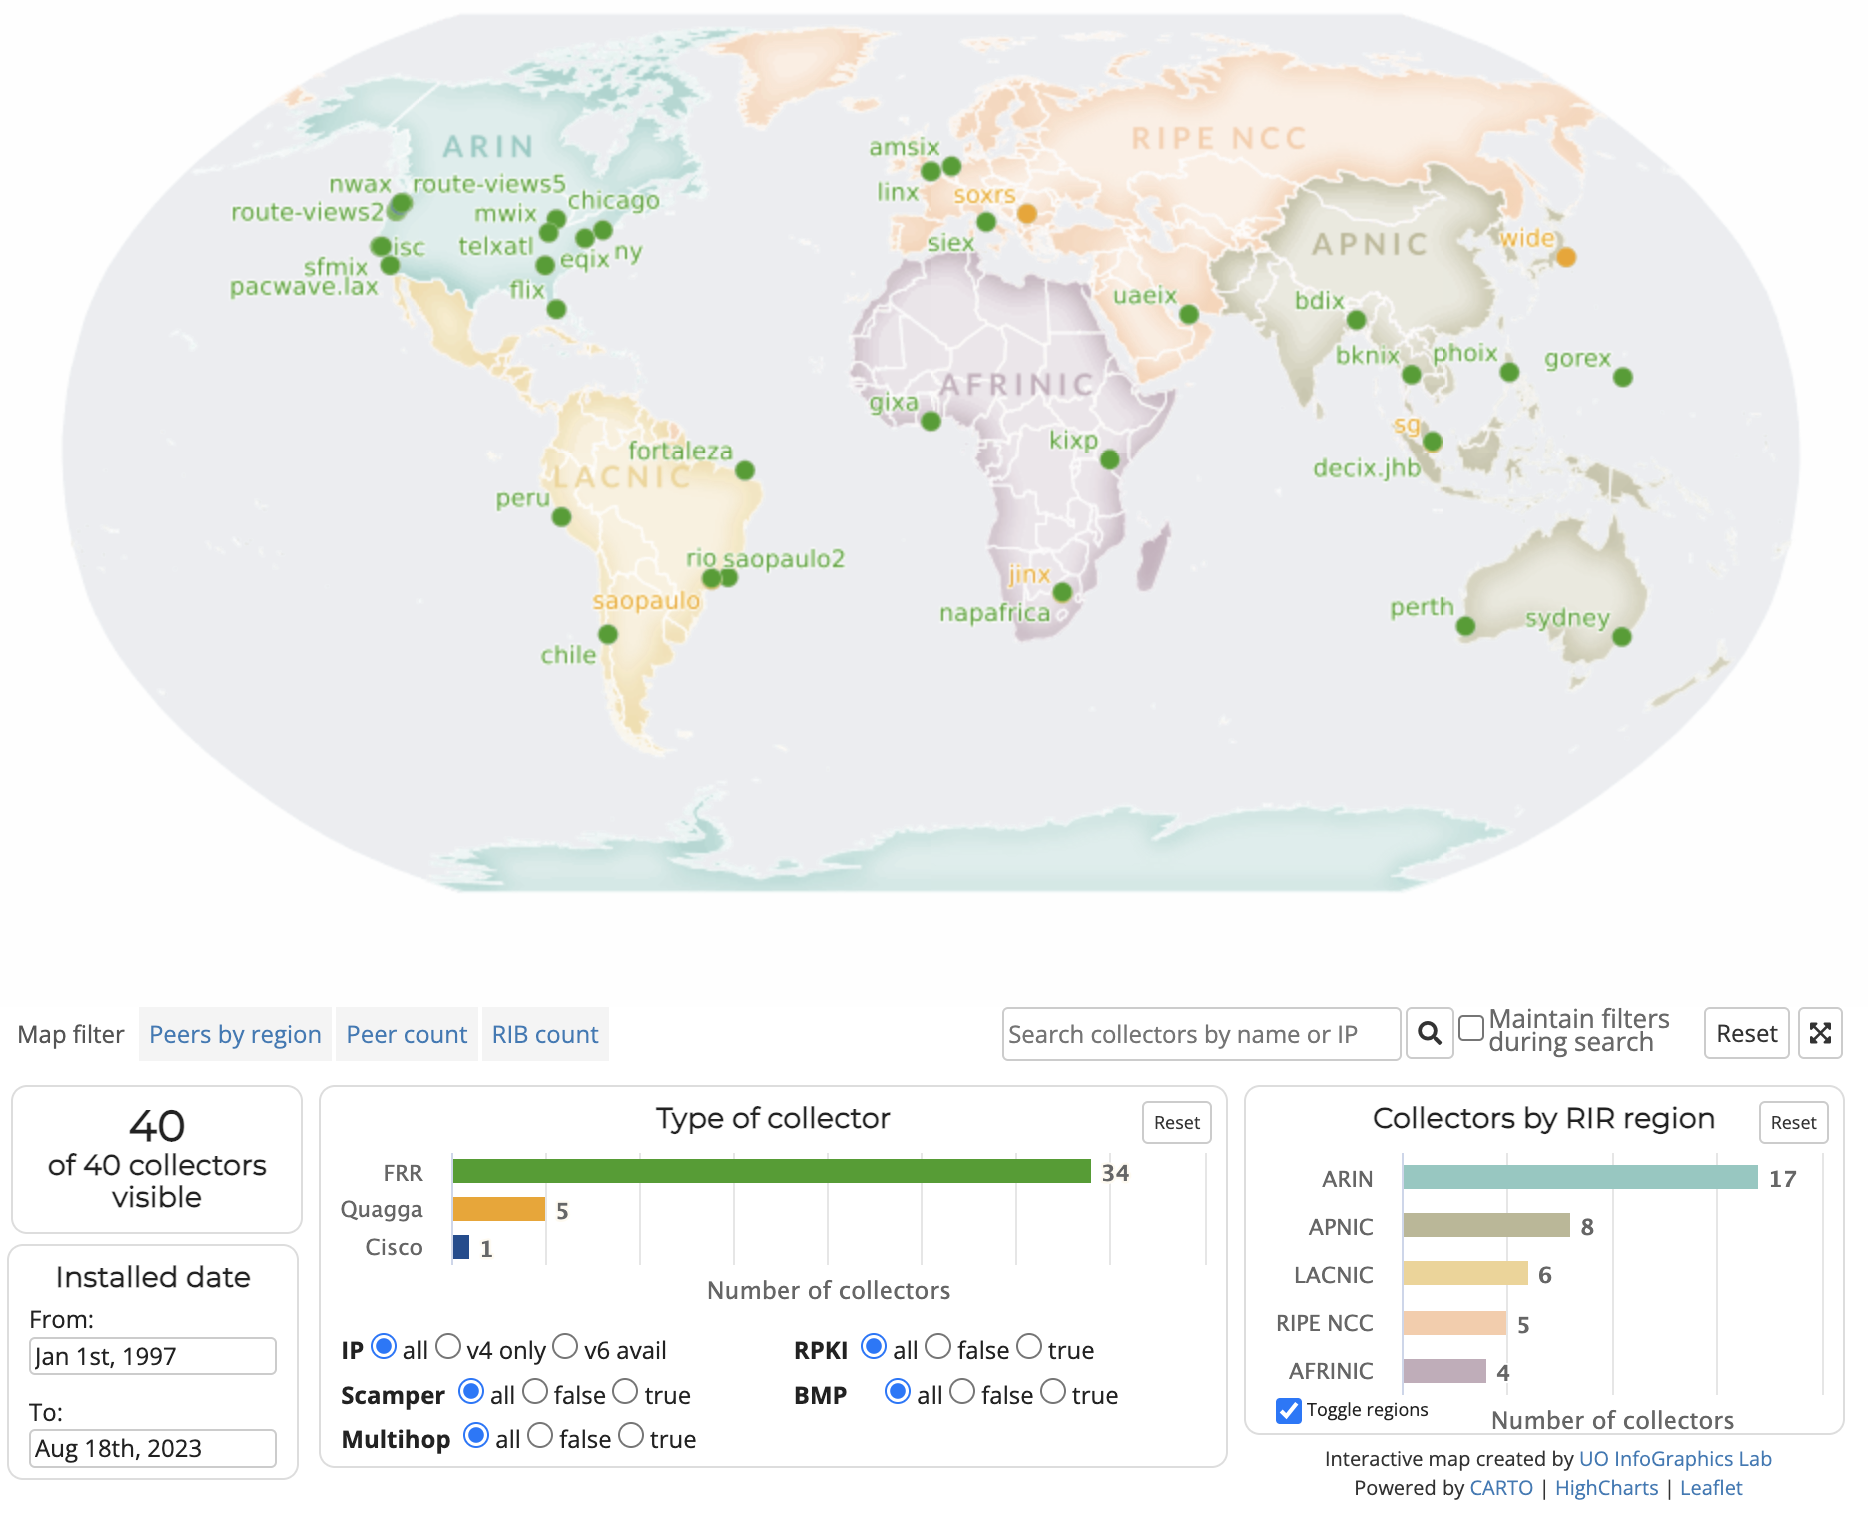 ARIN
RIPE NCC
amsix
linx
soxrs
nwax
route-views5
chicago
route-views2
mwix
isc
telxatl
eqix
ny
siex
APNIC
wide
sfmix
pacwave.lax
flix
uaeix
bdix
bknix
phoix
gorex
AFRINIC
gixa
kixp
sg
decix.jhb
fortaleza
LACNIC
peru
rio
saopaulo2
saopaulo
chile
jinx
napafrica
perth
sydney
Map filter
Peers by region
Peer count
RIB count
Search collectors by name or IP
Maintain filters
during search
Reset
40
of 40 collectors
visible
Installed date
From:
Jan 1st, 1997
To:
Aug 18th, 2023
Type of collector
Reset
FRR 34
Quagga 5
Cisco 1
Number of collectors
IP all v4 only v6 avail
RPKI all false true
Scamper all false true
BMP all false true
Multihop all false true
Collectors by RIR region
Reset
ARIN 17
APNIC 8
LACNIC 6
RIPE NCC 5
AFRINIC 4
Toggle regions
Number of collectors
Interactive map created by UO InfoGraphics Lab
Powered by CARTO | HighCharts | Leaflet